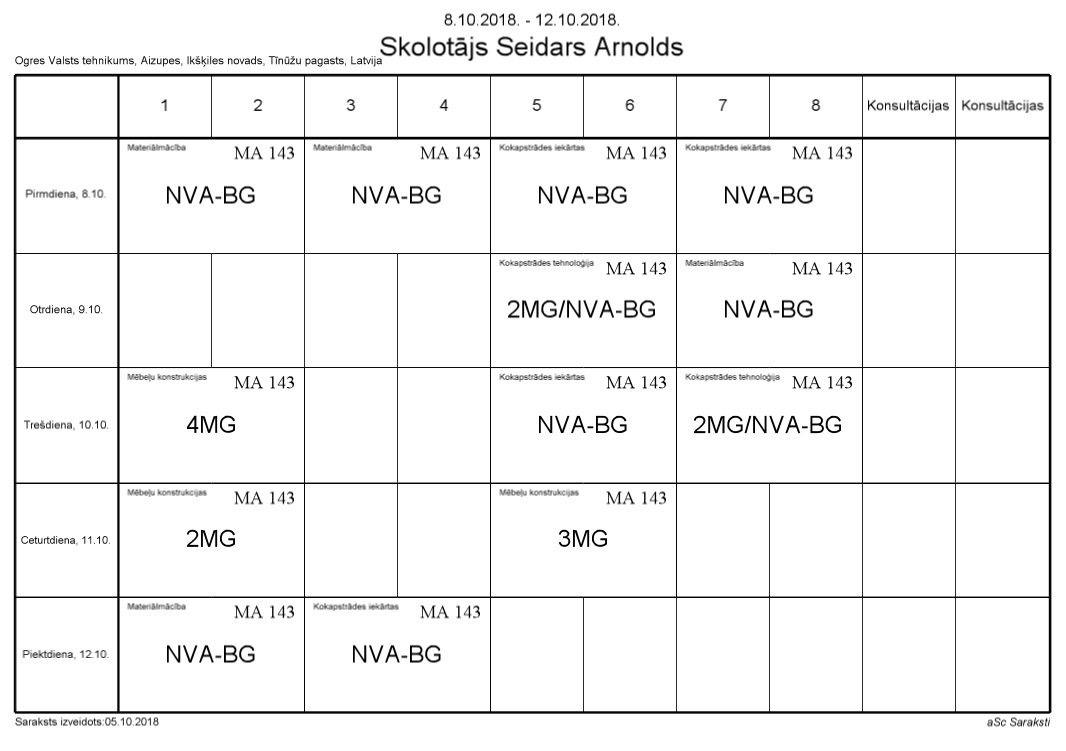 8.10.2018. - 12.10.2018.
Skolotājs Seidars Arnolds
Ogres Valsts tehnikums, Aizupes, Ikšķiles novads, Tīnūžu pagasts, Latvija
1 2 3 4 5 6 7 8 Konsultācijas Konsultācijas
Materiālmācība MA 143 Materiālmācība MA 143 Kokapstrādes iekārtas MA 143 Kokapstrādes iekārtas MA 143
Pirmdiena, 8.10. NVA-BG NVA-BG NVA-BG NVA-BG
Kokapstrādes tehnoloģija MA 143 Materiālmācība MA 143
Otrdiena, 9.10. 2MG/NVA-BG NVA-BG
Mēbeļu konstrukcijas MA 143 Kokapstrādes iekārtas MA 143 Kokapstrādes tehnoloģija MA 143
Trešdiena, 10.10. 4MG NVA-BG 2MG/NVA-BG
Mēbeļu konstrukcijas MA 143 Mēbeļu konstrukcijas MA 143
Ceturtdiena, 11.10. 2MG 3MG
Materiālmācība MA 143 Kokapstrādes iekārtas MA 143
Piektdiena, 12.10. NVA-BG NVA-BG
Saraksts izveidots:05.10.2018 aSc Saraksti